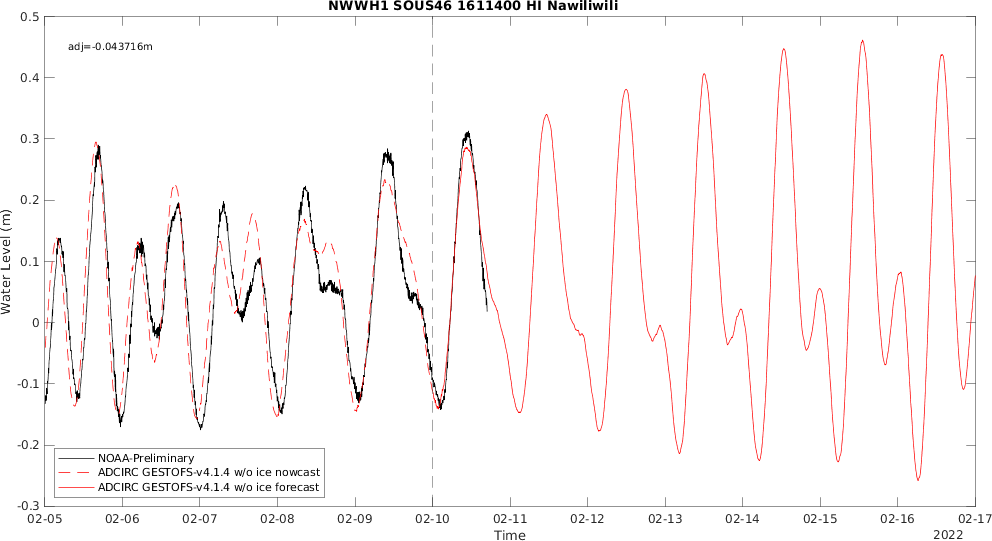 NWWH1 SOUS46 1611400 HI Nawiliwili
adj=-0.043716m
0.5
0.4
0.3
0.2
0.1
0
-0.1
-0.2
-0.3
Water Level (m)
NOAA-Preliminary
ADCIRC GESTOFS-v4.1.4 w/o ice nowcast
ADCIRC GESTOFS-v4.1.4 w/o ice forecast
02-05 02-06 02-07 02-08 02-09 02-10 02-11 02-12 02-13 02-14 02-15 02-16 02-17
Time
2022